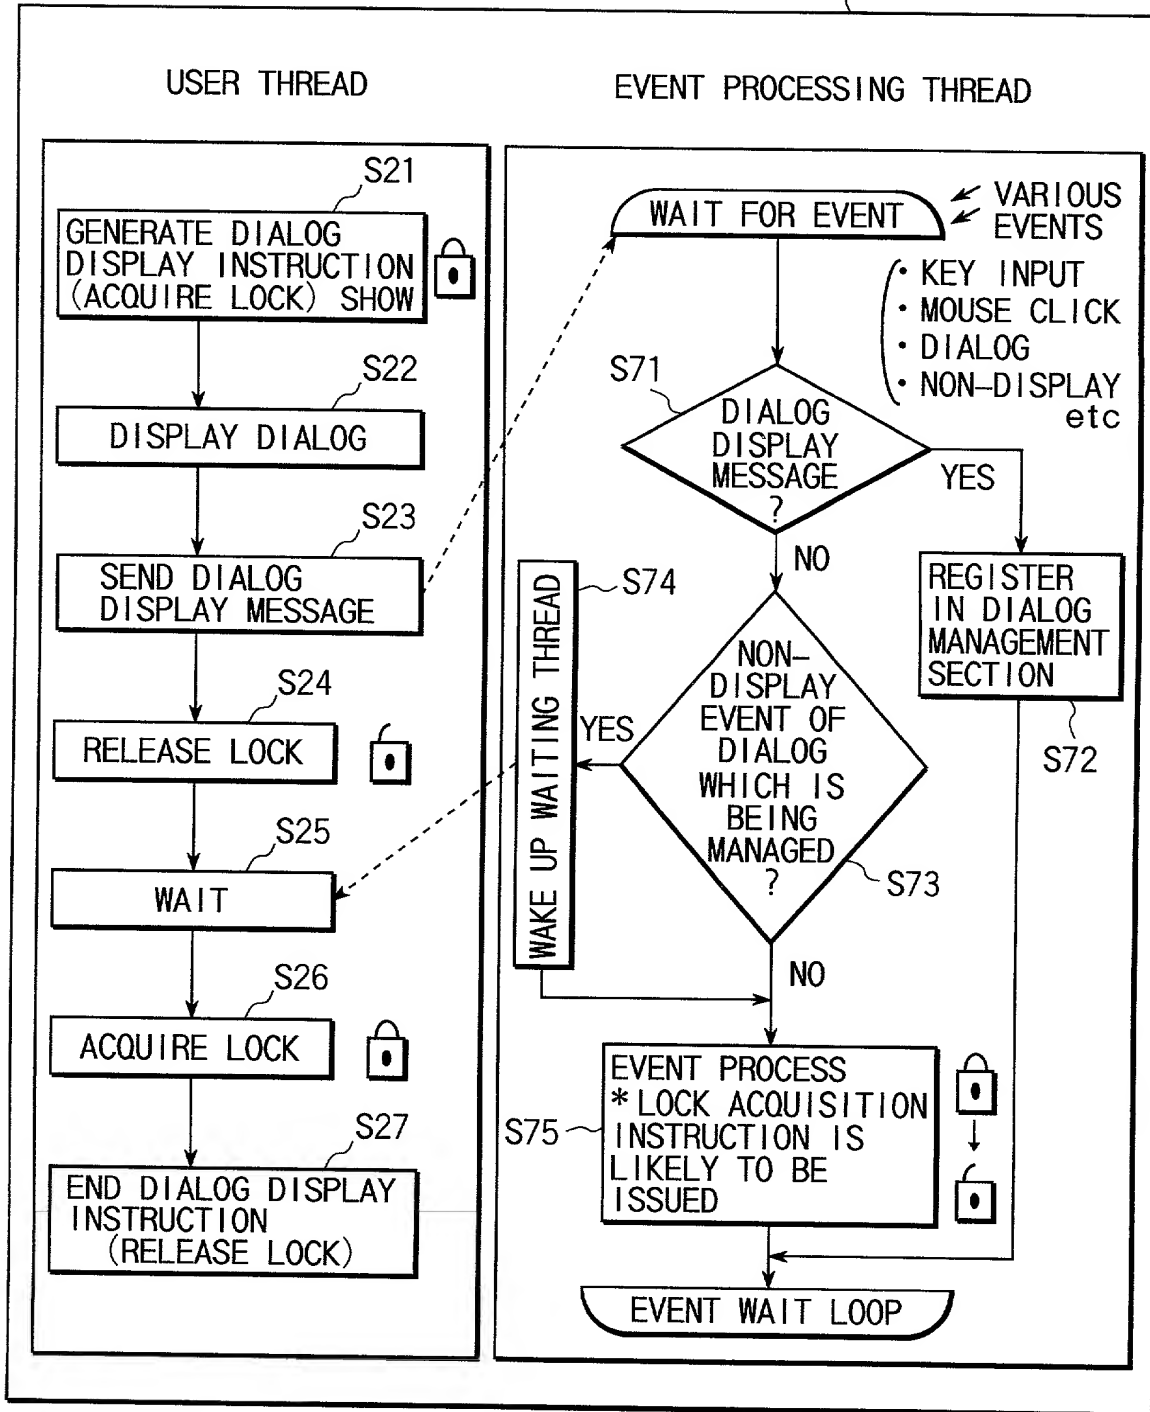 USER THREAD
S21
GENERATE DIALOG
DISPLAY INSTRUCTION
(ACQUIRE LOCK) SHOW
S22
DISPLAY DIALOG
S23
SEND DIALOG
DISPLAY MESSAGE
S24
RELEASE LOCK
S25
WAIT
S26
ACQUIRE LOCK
S27
END DIALOG DISPLAY
INSTRUCTION
(RELEASE LOCK)
EVENT PROCESSING THREAD
WAIT FOR EVENT
VARIOUS
EVENTS
• KEY INPUT
• MOUSE CLICK
• DIALOG
• NON-DISPLAY
etc
S71
DIALOG
DISPLAY
MESSAGE
?
YES
NO
REGISTER
IN DIALOG
MANAGEMENT
SECTION
S72
S74
WAKE UP WAITING THREAD
YES
NON-
DISPLAY
EVENT OF
DIALOG
WHICH IS
BEING
MANAGED
?
S73
NO
S75
EVENT PROCESS
* LOCK ACQUISITION
INSTRUCTION IS
LIKELY TO BE
ISSUED
EVENT WAIT LOOP